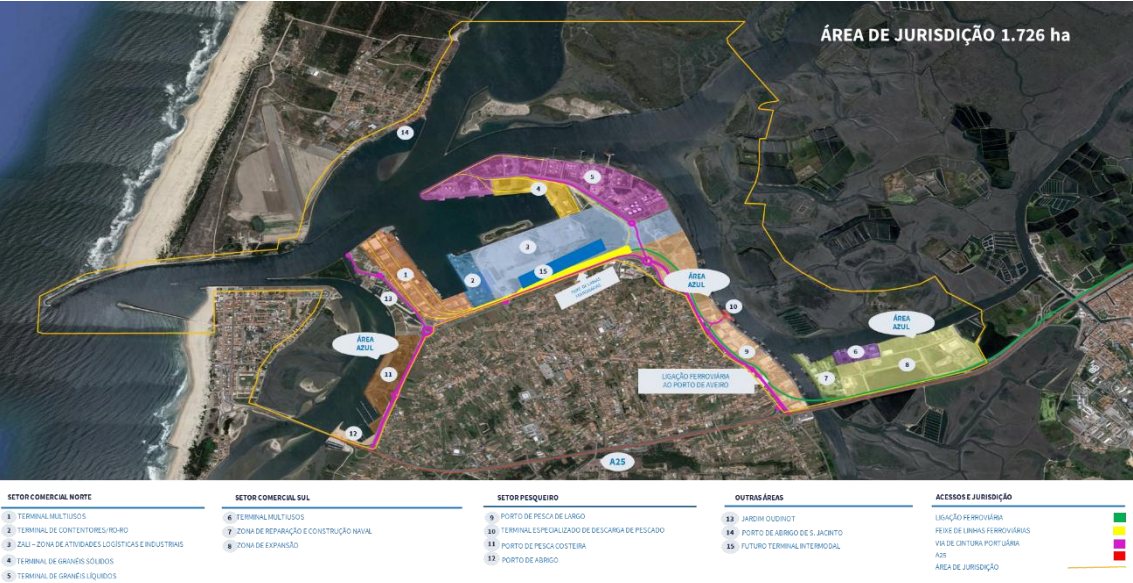 ÁREA DE JURISDIÇÃO 1.726 ha
14
5
4
3
1
2
15
13
ÁREA
AZUL
10
ÁREA
AZUL
ÁREA
AZUL
6
9
8
7
11
LIGAÇÃO FERROVIÁRIA
AO PORTO DE AVEIRO
12
A25
SETOR COMERCIAL NORTE
1 TERMINAL MULTIUSOS
2 TERMINAL DE CONTENTORES/RO-RO
3 ZALI – ZONA DE ATIVIDADES LOGÍSTICAS E INDUSTRIAIS
4 TERMINAL DE GRANÉIS SÓLIDOS
5 TERMINAL DE GRANÉIS LÍQUIDOS
SETOR COMERCIAL SUL
6 TERMINAL MULTIUSOS
7 ZONA DE REPARAÇÃO E CONSTRUÇÃO NAVAL
8 ZONA DE EXPANSÃO
SETOR PESQUEIRO
9 PORTO DE PESCA DE LARGO
10 TERMINAL ESPECIALIZADO DE DESCARGA DE PESCADO
11 PORTO DE PESCA COSTEIRA
12 PORTO DE ABRIGO
OUTRAS ÁREAS
13 JARDIM OUDINOT
14 PORTO DE ABRIGO DE S. JACINTO
15 FUTURO TERMINAL INTERMODAL
ACESSOS E JURISDIÇÃO
LIGAÇÃO FERROVIÁRIA
FEIXE DE LINHAS FERROVIÁRIAS
VIA DE CINTURA PORTUÁRIA
A25
ÁREA DE JURISDIÇÃO